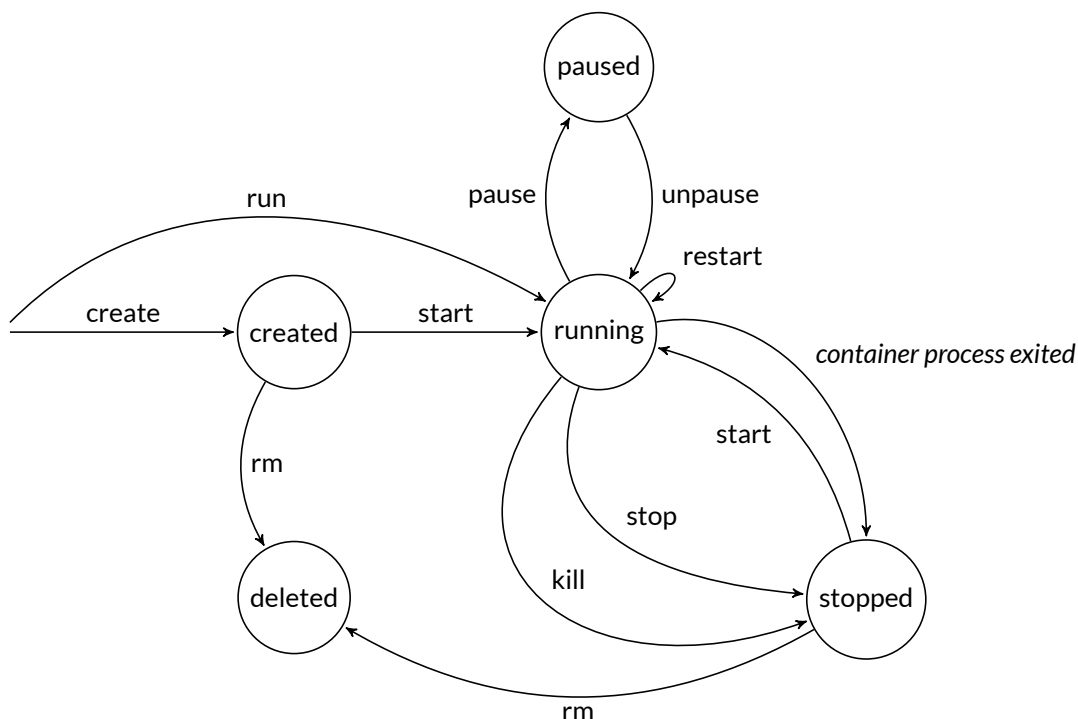 paused
pause
unpause
run
restart
create
created
start
running
container process exited
start
rm
stop
kill
deleted
stopped
rm